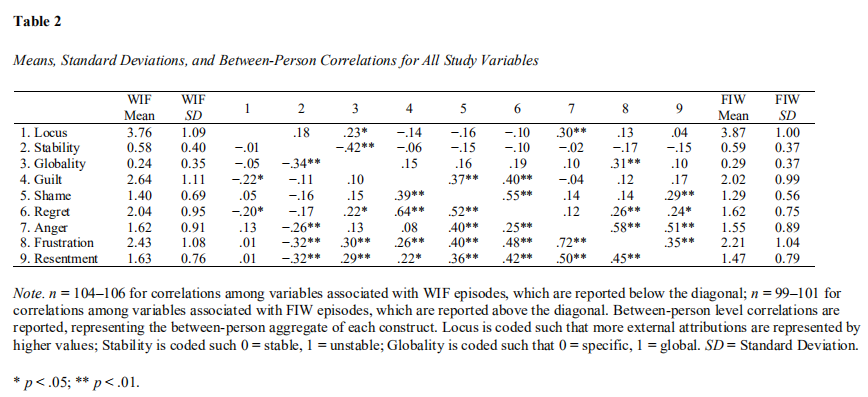 Table 2
Means, Standard Deviations, and Between-Person Correlations for All Study Variables
WIF Mean WIF SD 1 2 3 4 5 6 7 8 9 FIW Mean FIW SD
1. Locus 3.76 1.09 .18 .23* −.14 −.16 −.10 .30** .13 .04 3.87 1.00
2. Stability 0.58 0.40 −.01 −.42** −.06 −.15 −.10 −.02 −.17 −.15 0.59 0.37
3. Globality 0.24 0.35 −.05 −.34** .15 .16 .19 .10 .31** .10 0.29 0.37
4. Guilt 2.64 1.11 −.22* −.11 .10 .37** .40** −.04 .12 .17 2.02 0.99
5. Shame 1.40 0.69 .05 −.16 .15 .39** .55** .14 .14 .29** 1.29 0.56
6. Regret 2.04 0.95 −.20* −.17 .22* .64** .52** .12 .26** .24* 1.62 0.75
7. Anger 1.62 0.91 .13 −.26** .13 .08 .40** .25** .58** .51** 1.55 0.89
8. Frustration 2.43 1.08 .01 −.32** .30** .26** .40** .48** .72** .35** 2.21 1.04
9. Resentment 1.63 0.76 .01 −.32** .29** .22* .36** .42** .50** .45** 1.47 0.79
Note. n = 104–106 for correlations among variables associated with WIF episodes, which are reported below the diagonal; n = 99–101 for
correlations among variables associated with FIW episodes, which are reported above the diagonal. Between-person level correlations are
reported, representing the between-person aggregate of each construct. Locus is coded such that more external attributions are represented by
higher values; Stability is coded such 0 = stable, 1 = unstable; Globality is coded such that 0 = specific, 1 = global. SD = Standard Deviation.
* p < .05; ** p < .01.